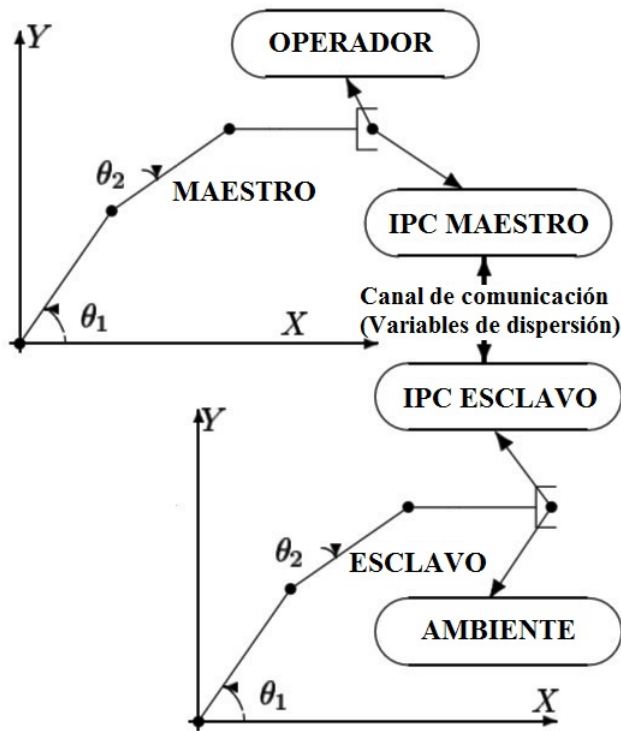 Y
OPERADOR
θ₂
MAESTRO
IPC MAESTRO
θ₁
X
Canal de comunicación
(Variables de dispersión)
IPC ESCLAVO
Y
θ₂
ESCLAVO
AMBIENTE
θ₁
X